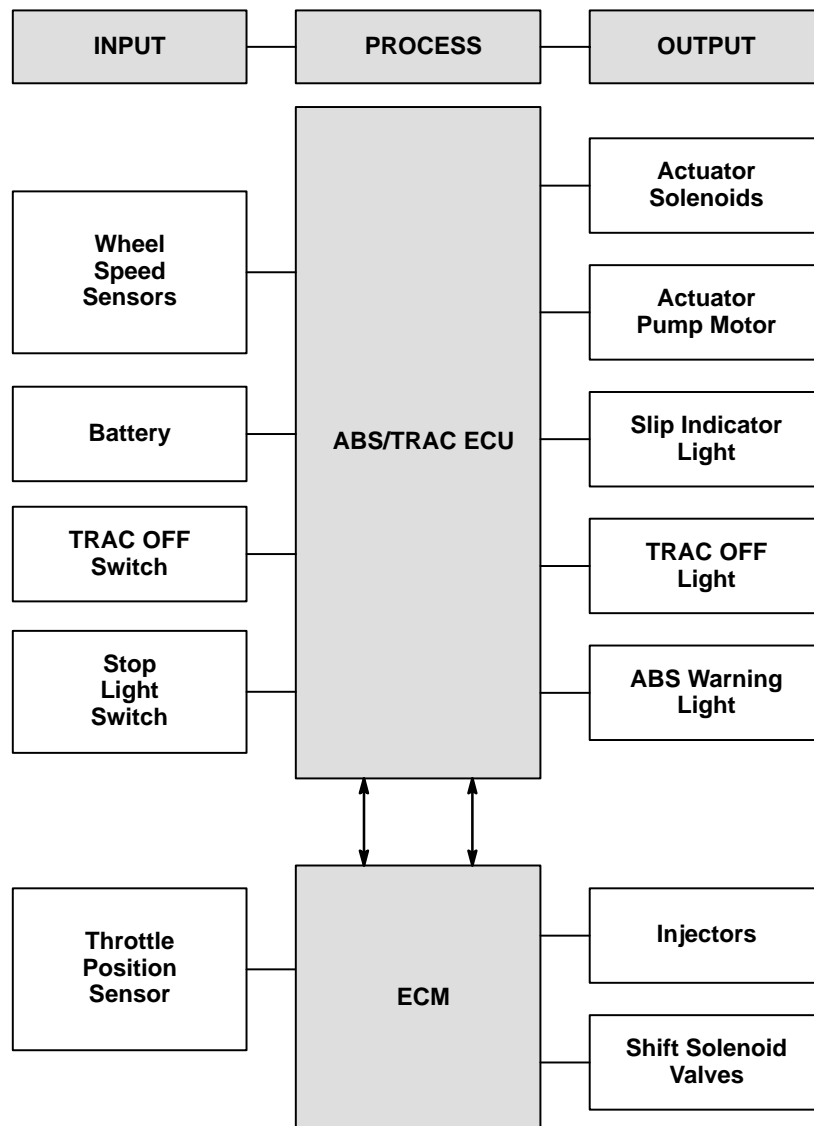 INPUT
PROCESS
OUTPUT
Actuator
Solenoids
Wheel
Speed
Sensors
Actuator
Pump Motor
Battery
ABS/TRAC ECU
Slip Indicator
Light
TRAC OFF
Switch
TRAC OFF
Light
Stop
Light
Switch
ABS Warning
Light
Throttle
Position
Sensor
ECM
Injectors
Shift Solenoid
Valves